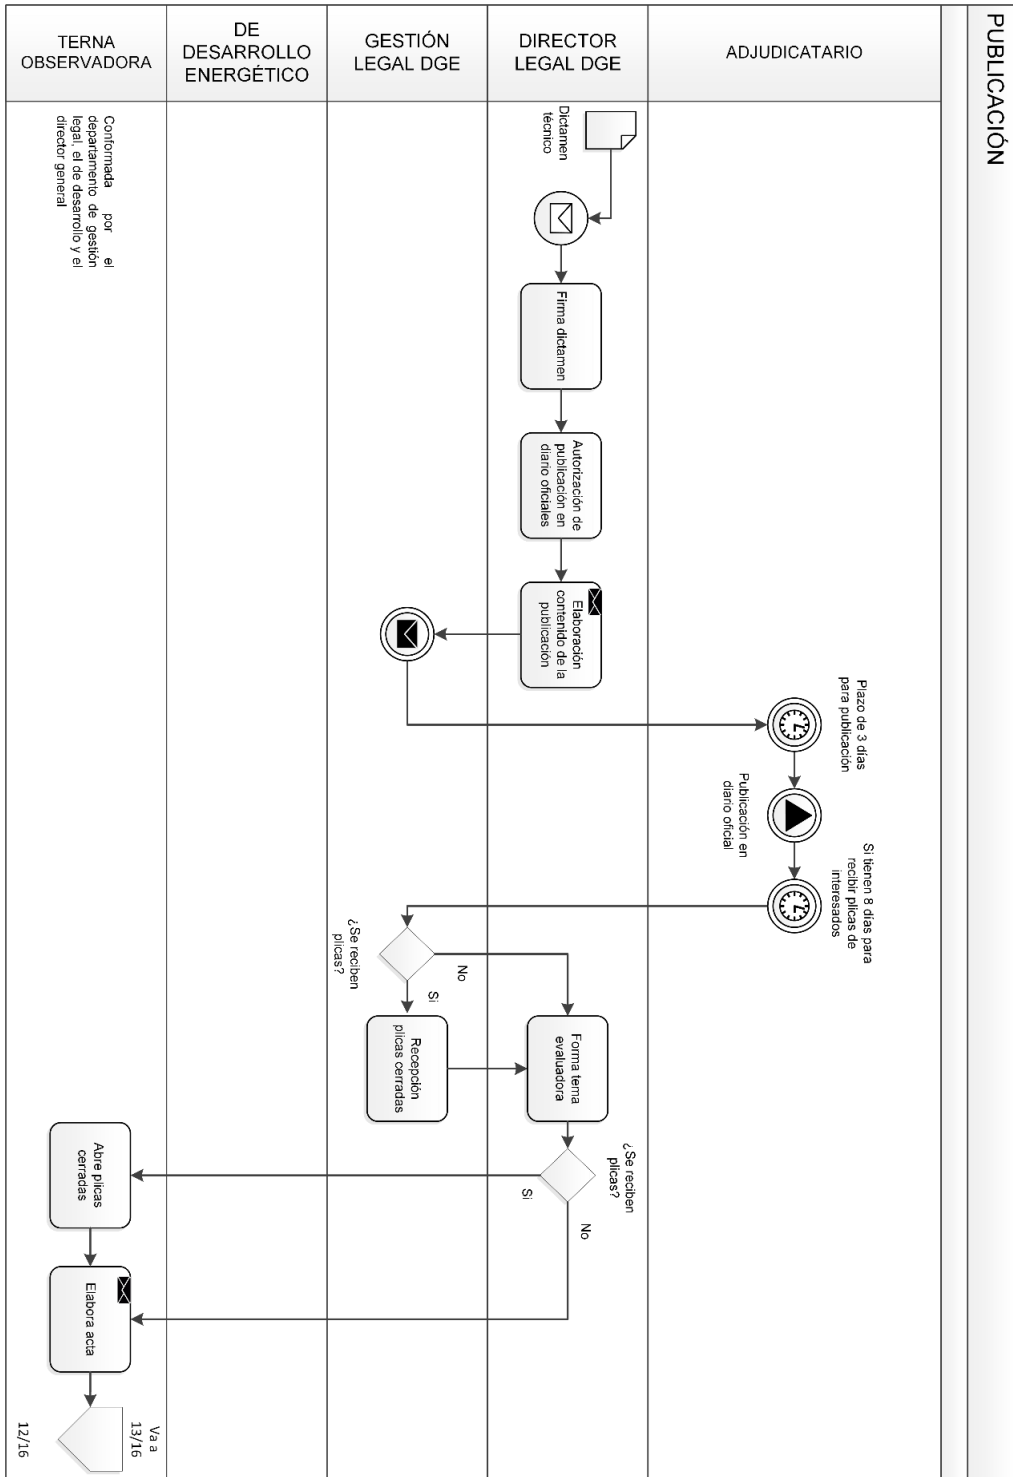 PUBLICACIÓN
TERNA
OBSERVADORA
DE
DESARROLLO
ENERGÉTICO
GESTIÓN
LEGAL DGE
DIRECTOR
LEGAL DGE
ADJUDICATARIO
Conformada por el
departamento de gestión
legal, el de desarrollo y el
director general
Dictamen
técnico
Firma dictamen
Autorización de
publicación en
diario oficiales
Elaboración
contenido de la
publicación
Plazo de 3 días
para publicación
Publicación en
diario oficial
Si tienen 8 días para
recibir plicas de
interesados
¿Se reciben
plicas?
No
Si
Recepción
plicas cerradas
Forma tema
evaluadora
¿Se reciben
plicas?
Si
No
Abre plicas
cerradas
Elabora acta
Va a
13/16
12/16